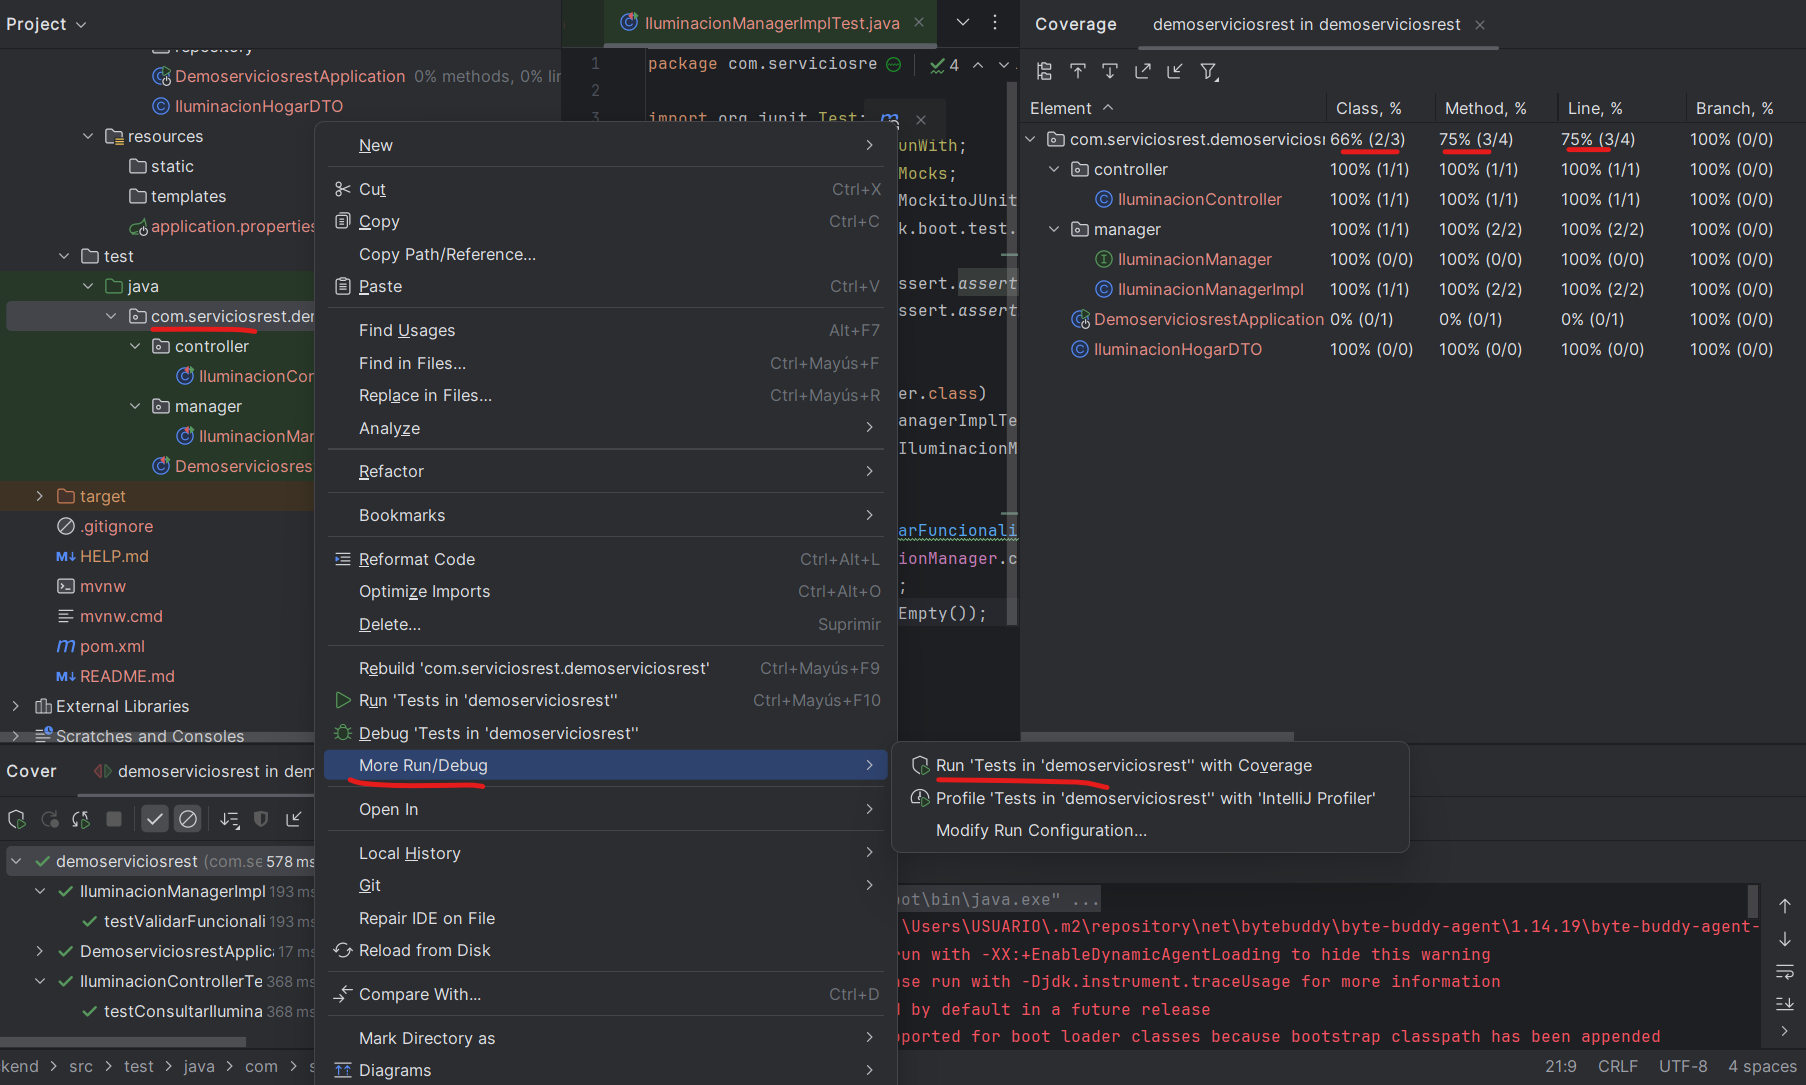 Project
repository
DemoserviciosrestApplication 0% methods, 0% li
IluminacionHogarDTO
resources
static
templates
application.properties
test
java
com.serviciosrest.de
controller
IluminacionCor
manager
IluminacionMar
Demoserviciosres
target
.gitignore
HELP.md
mvnw
mvnw.cmd
pom.xml
README.md
External Libraries
Scratches and Consoles
IluminacionManagerImplTest.java
1 package com.serviciosre 4
2
3 import org.junit.Test;
unWith;
Mocks;
MockitoJUnit
k.boot.test.
ssert.assert
ssert.assert
er.class)
anagerImplTe
IluminacionM
arFuncionali
ionManager.c
;
Empty());
New
Cut Ctrl+X
Copy Ctrl+C
Copy Path/Reference...
Paste Ctrl+V
Find Usages Alt+F7
Find in Files... Ctrl+Mayús+F
Replace in Files... Ctrl+Mayús+R
Analyze
Refactor
Bookmarks
Reformat Code Ctrl+Alt+L
Optimize Imports Ctrl+Alt+O
Delete... Suprimir
Rebuild 'com.serviciosrest.demoserviciosrest' Ctrl+Mayús+F9
Run 'Tests in 'demoserviciosrest'' Ctrl+Mayús+F10
Debug 'Tests in 'demoserviciosrest''
More Run/Debug
Open In
Local History
Git
Repair IDE on File
Reload from Disk
Compare With... Ctrl+D
Mark Directory as
Diagrams
Run 'Tests in 'demoserviciosrest'' with Coverage
Profile 'Tests in 'demoserviciosrest'' with 'IntelliJ Profiler'
Modify Run Configuration...
Coverage demoserviciosrest in demoserviciosrest
Element Class, % Method, % Line, % Branch, %
com.serviciosrest.demoserviciosr 66% (2/3) 75% (3/4) 75% (3/4) 100% (0/0)
controller 100% (1/1) 100% (1/1) 100% (1/1) 100% (0/0)
IluminacionController 100% (1/1) 100% (1/1) 100% (1/1) 100% (0/0)
manager 100% (1/1) 100% (2/2) 100% (2/2) 100% (0/0)
IluminacionManager 100% (0/0) 100% (0/0) 100% (0/0) 100% (0/0)
IluminacionManagerImpl 100% (1/1) 100% (2/2) 100% (2/2) 100% (0/0)
DemoserviciosrestApplication 0% (0/1) 0% (0/1) 0% (0/1) 100% (0/0)
IluminacionHogarDTO 100% (0/0) 100% (0/0) 100% (0/0) 100% (0/0)
Cover demoserviciosrest in dem
demoserviciosrest (com.se 578 ms
IluminacionManagerImpl 193 ms
testValidarFuncionali 193 ms
DemoserviciosrestApplica 17 ms
IluminacionControllerTe 368 ms
testConsultarIlumina 368 ms
oot\bin\java.exe" ...
\Users\USUARIO\.m2\repository\net\bytebuddy\byte-buddy-agent\1.14.19\byte-buddy-agent-
run with -XX:+EnableDynamicAgentLoading to hide this warning
ase run with -Djdk.instrument.traceUsage for more information
d by default in a future release
pported for boot loader classes because bootstrap classpath has been appended
kend > src > test > java > com > s
21:9 CRLF UTF-8 4 spaces